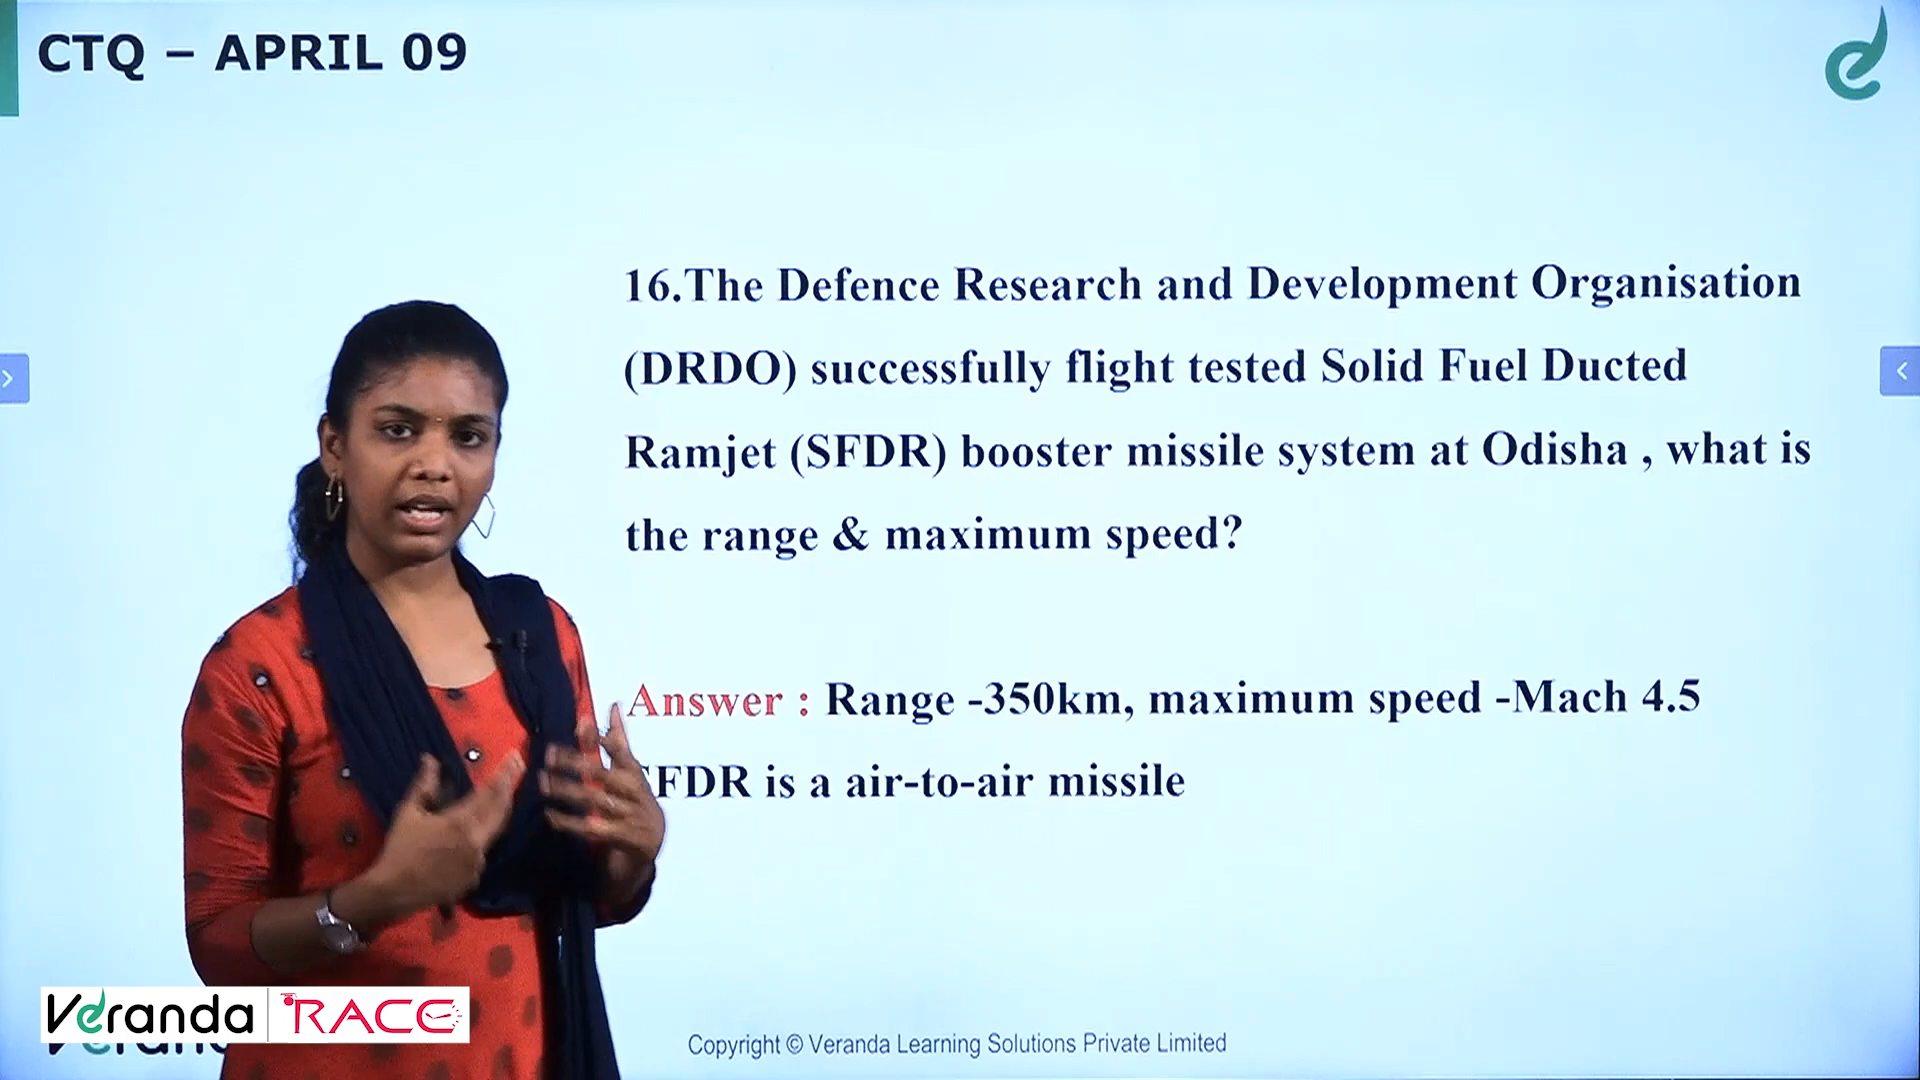 CTQ – APRIL 09
16.The Defence Research and Development Organisation
(DRDO) successfully flight tested Solid Fuel Ducted
Ramjet (SFDR) booster missile system at Odisha , what is
the range & maximum speed?
Answer : Range -350km, maximum speed -Mach 4.5
FDR is a air-to-air missile
Veranda RACE
Copyright © Veranda Learning Solutions Private Limited